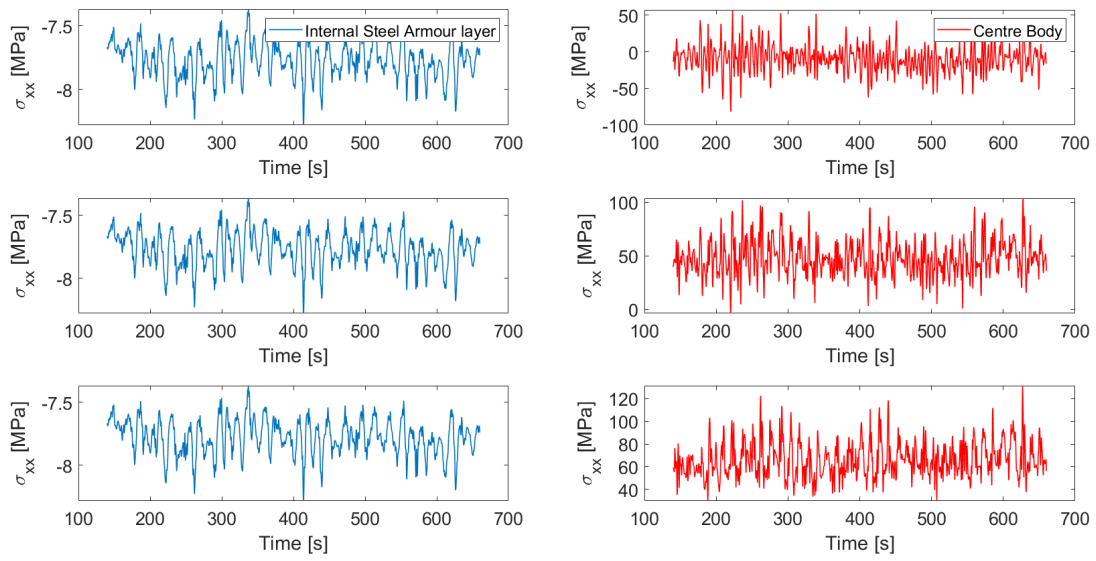 Internal Steel Armour layer
-7.5
-8
σxx [MPa]
100 200 300 400 500 600 700
Time [s]
Centre Body
50
0
-50
-100
σxx [MPa]
100 200 300 400 500 600 700
Time [s]
-7.5
-8
σxx [MPa]
100 200 300 400 500 600 700
Time [s]
100
50
0
σxx [MPa]
100 200 300 400 500 600 700
Time [s]
-7.5
-8
σxx [MPa]
100 200 300 400 500 600 700
Time [s]
120
100
80
60
40
σxx [MPa]
100 200 300 400 500 600 700
Time [s]